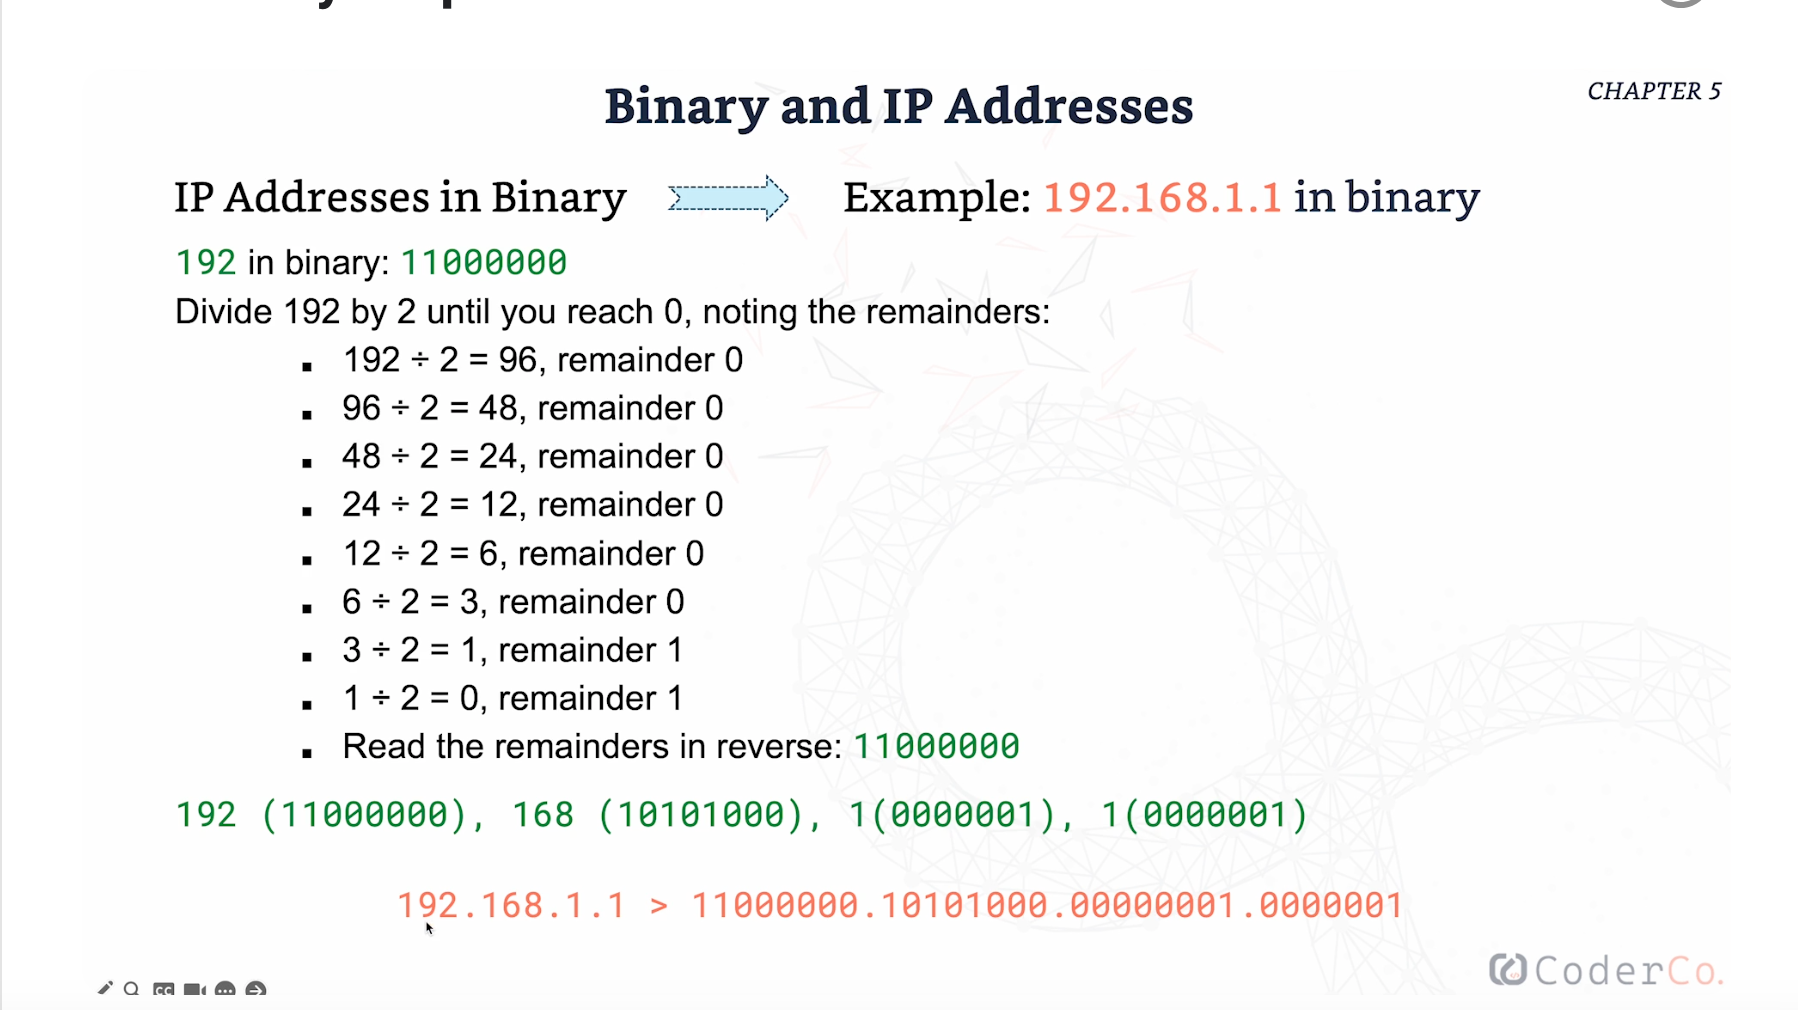 Binary and IP Addresses
CHAPTER 5
IP Addresses in Binary
Example: 192.168.1.1 in binary
192 in binary: 11000000
Divide 192 by 2 until you reach 0, noting the remainders:
▪ 192 ÷ 2 = 96, remainder 0
▪ 96 ÷ 2 = 48, remainder 0
▪ 48 ÷ 2 = 24, remainder 0
▪ 24 ÷ 2 = 12, remainder 0
▪ 12 ÷ 2 = 6, remainder 0
▪ 6 ÷ 2 = 3, remainder 0
▪ 3 ÷ 2 = 1, remainder 1
▪ 1 ÷ 2 = 0, remainder 1
▪ Read the remainders in reverse: 11000000
192 (11000000), 168 (10101000), 1(0000001), 1(0000001)
192.168.1.1 > 11000000.10101000.00000001.0000001
CC
CoderCo.